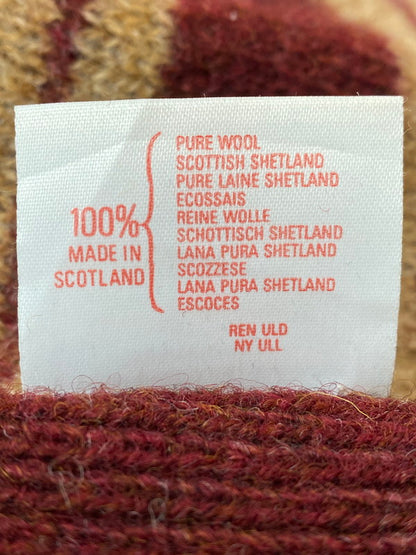 100%
MADE IN
SCOTLAND
PURE WOOL
SCOTTISH SHETLAND
PURE LAINE SHETLAND
ECOSSAIS
REINE WOLLE
SCHOTTISCH SHETLAND
LANA PURA SHETLAND
SCOZZESE
LANA PURA SHETLAND
ESCOCES
REN ULD
NY ULL